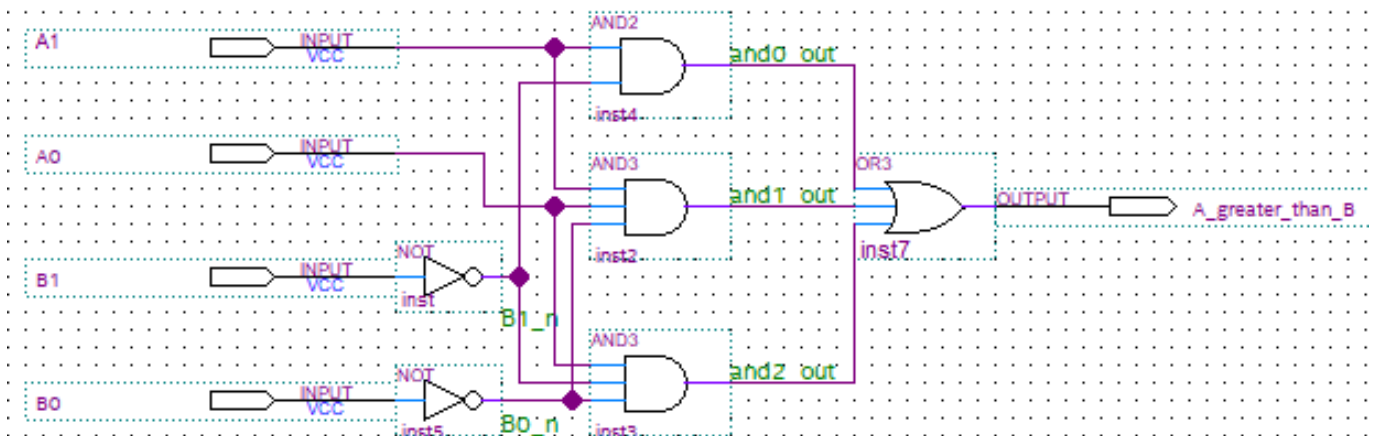 AND2
A1
INPUT
VCC
and0_out
inst4
A0
INPUT
VCC
AND3
OR3
and1_out
OUTPUT
A_greater_than_B
NOT
inst2
inst7
B1
INPUT
VCC
inst
B1_n
AND3
NOT
and2_out
B0
INPUT
VCC
inst5
B0_n
inst3